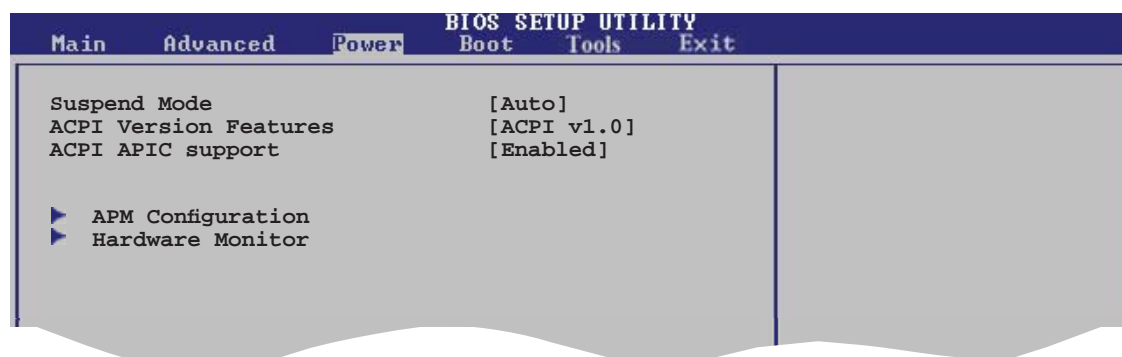 BIOS SETUP UTILITY
Main Advanced Power Boot Tools Exit
Suspend Mode [Auto]
ACPI Version Features [ACPI v1.0]
ACPI APIC support [Enabled]
APM Configuration
Hardware Monitor